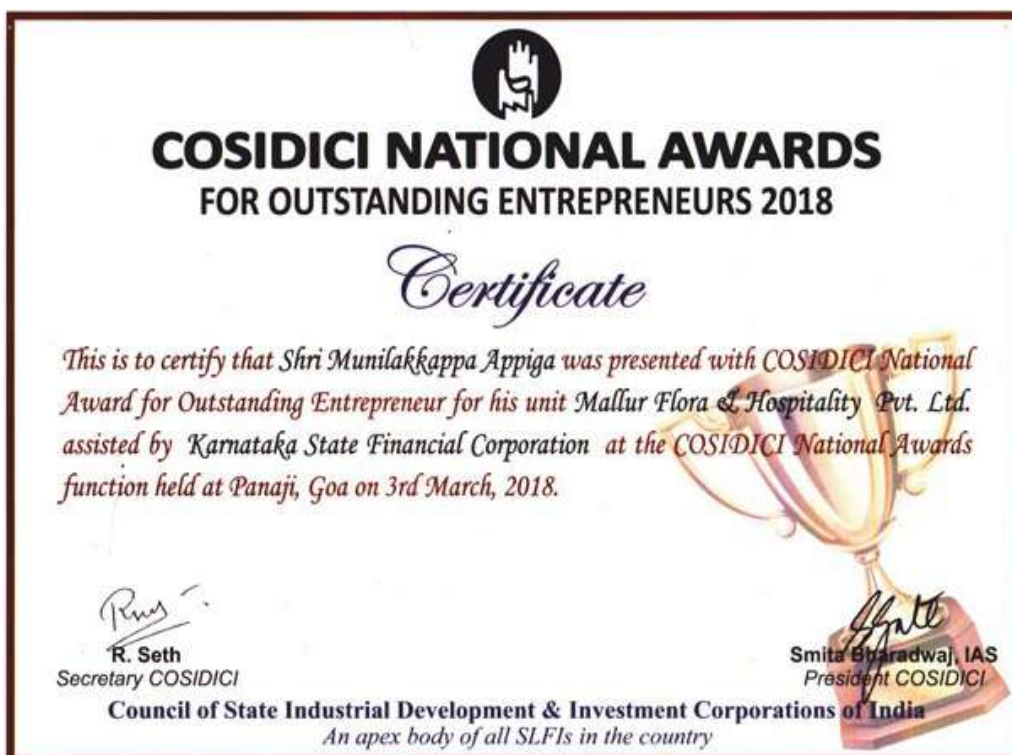 COSIDICI NATIONAL AWARDS
FOR OUTSTANDING ENTREPRENEURS 2018
Certificate
This is to certify that Shri Munilakkappa Appiga was presented with COSIDICI National
Award for Outstanding Entrepreneur for his unit Mallur Flora & Hospitality Pvt. Ltd.
assisted by Karnataka State Financial Corporation at the COSIDICI National Awards
function held at Panaji, Goa on 3rd March, 2018.
R. Seth
Secretary COSIDICI
Smita Bharadwaj, IAS
President COSIDICI
Council of State Industrial Development & Investment Corporations of India
An apex body of all SLFIs in the country